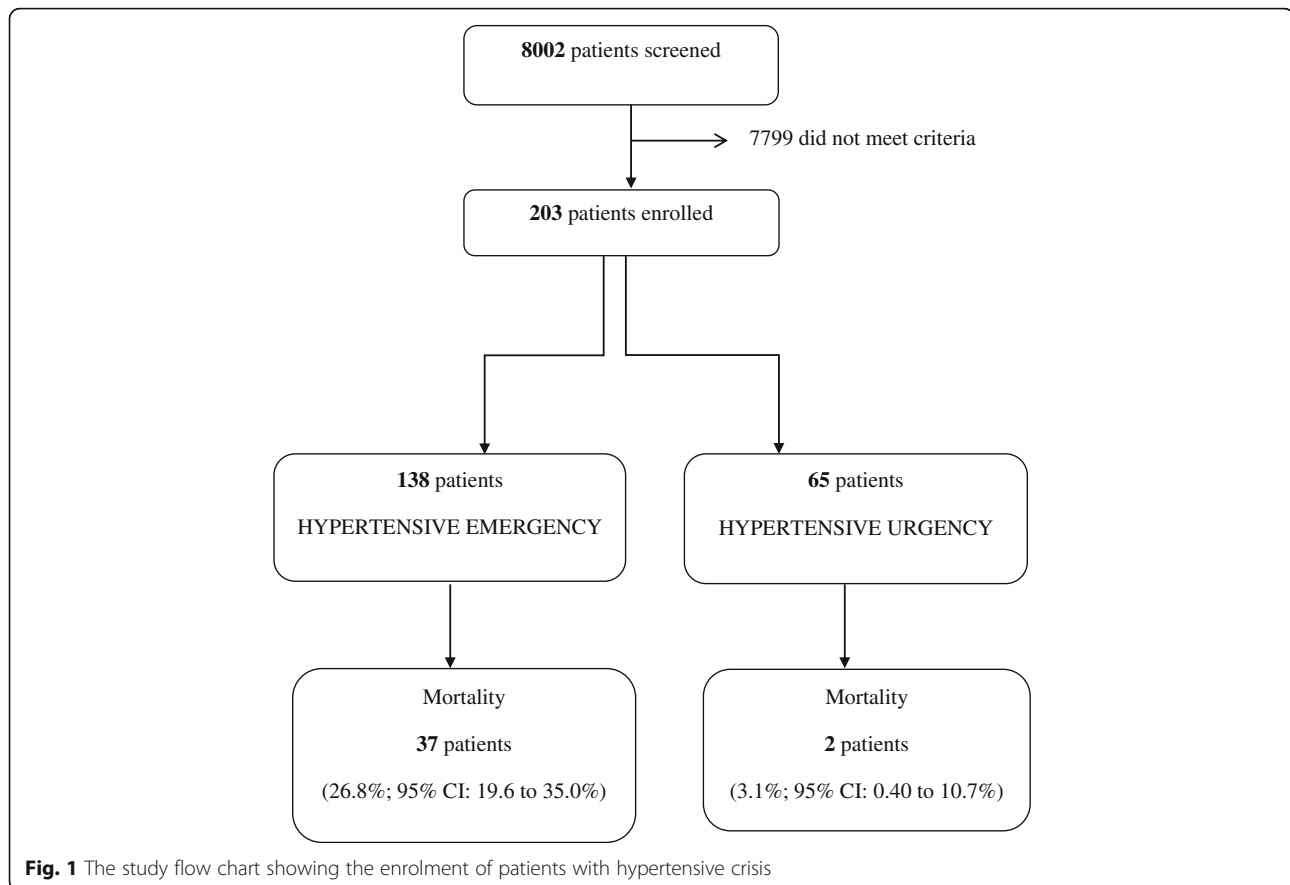 8002 patients screened
7799 did not meet criteria
203 patients enrolled
138 patients
HYPERTENSIVE EMERGENCY
65 patients
HYPERTENSIVE URGENCY
Mortality
37 patients
(26.8%; 95% CI: 19.6 to 35.0%)
Mortality
2 patients
(3.1%; 95% CI: 0.40 to 10.7%)
Fig. 1 The study flow chart showing the enrolment of patients with hypertensive crisis